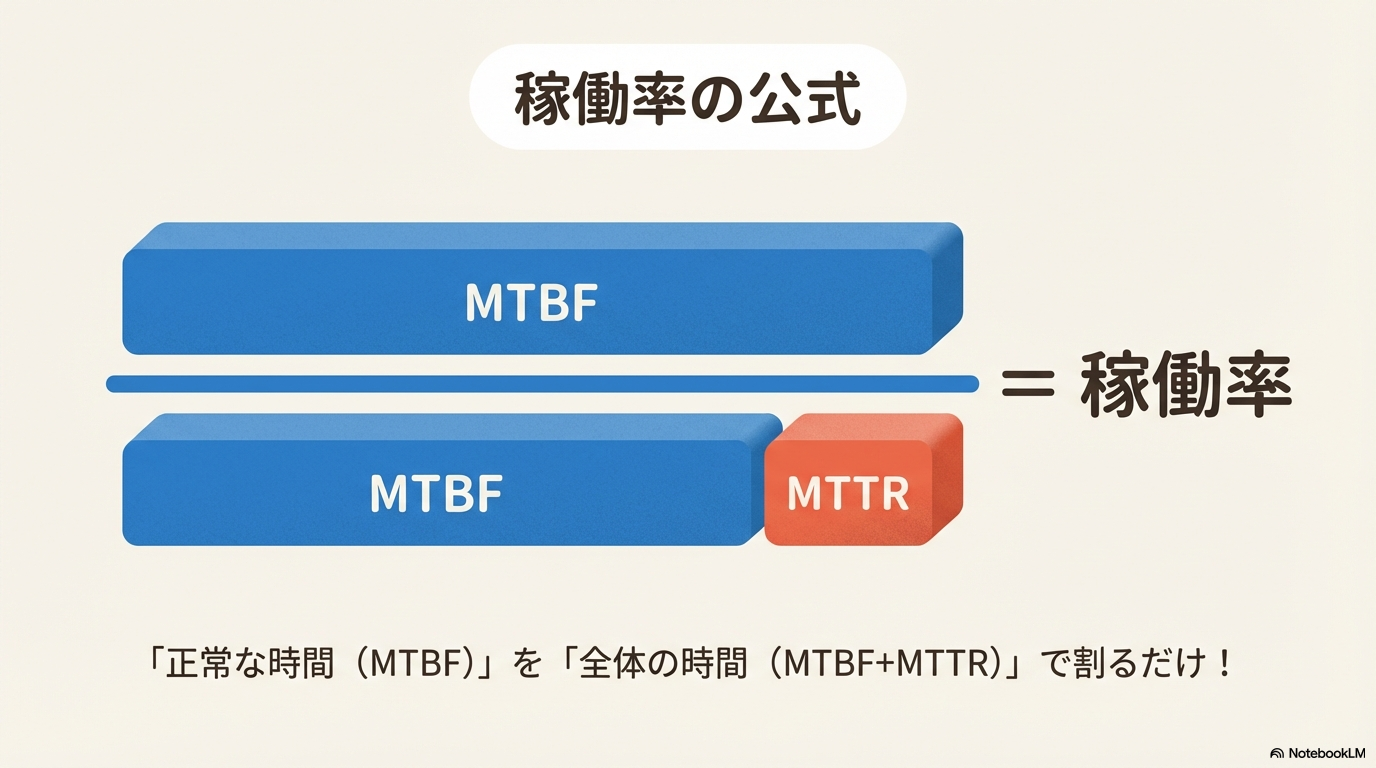 稼働率の公式
MTBF
= 稼働率
MTBF
MTTR
「正常な時間（MTBF）」を「全体の時間（MTBF+MTTR）」で割るだけ！
NotebookLM